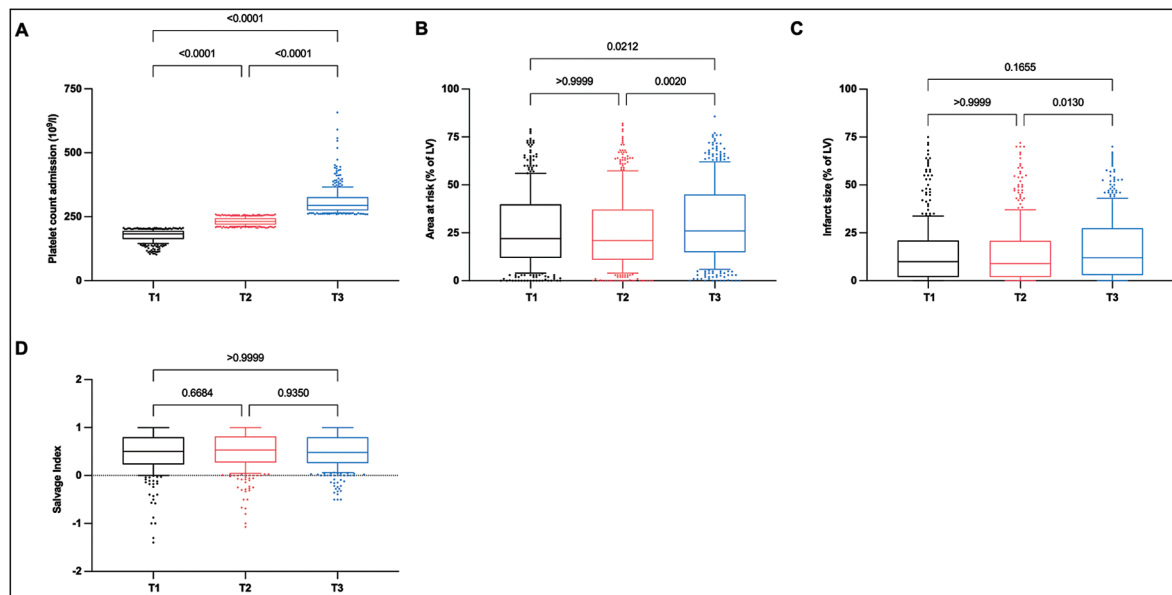 A
<0.0001
<0.0001
<0.0001
Platelet count admission (10⁹/l)
750
500
250
0
T1
T2
T3
B
0.0212
>0.9999
0.0020
Area at risk (% of LV)
100
75
50
25
0
T1
T2
T3
C
0.1655
>0.9999
0.0130
Infarct size (% of LV)
100
75
50
25
0
T1
T2
T3
D
>0.9999
0.6684
0.9350
Salvage Index
2
1
0
-1
-2
T1
T2
T3